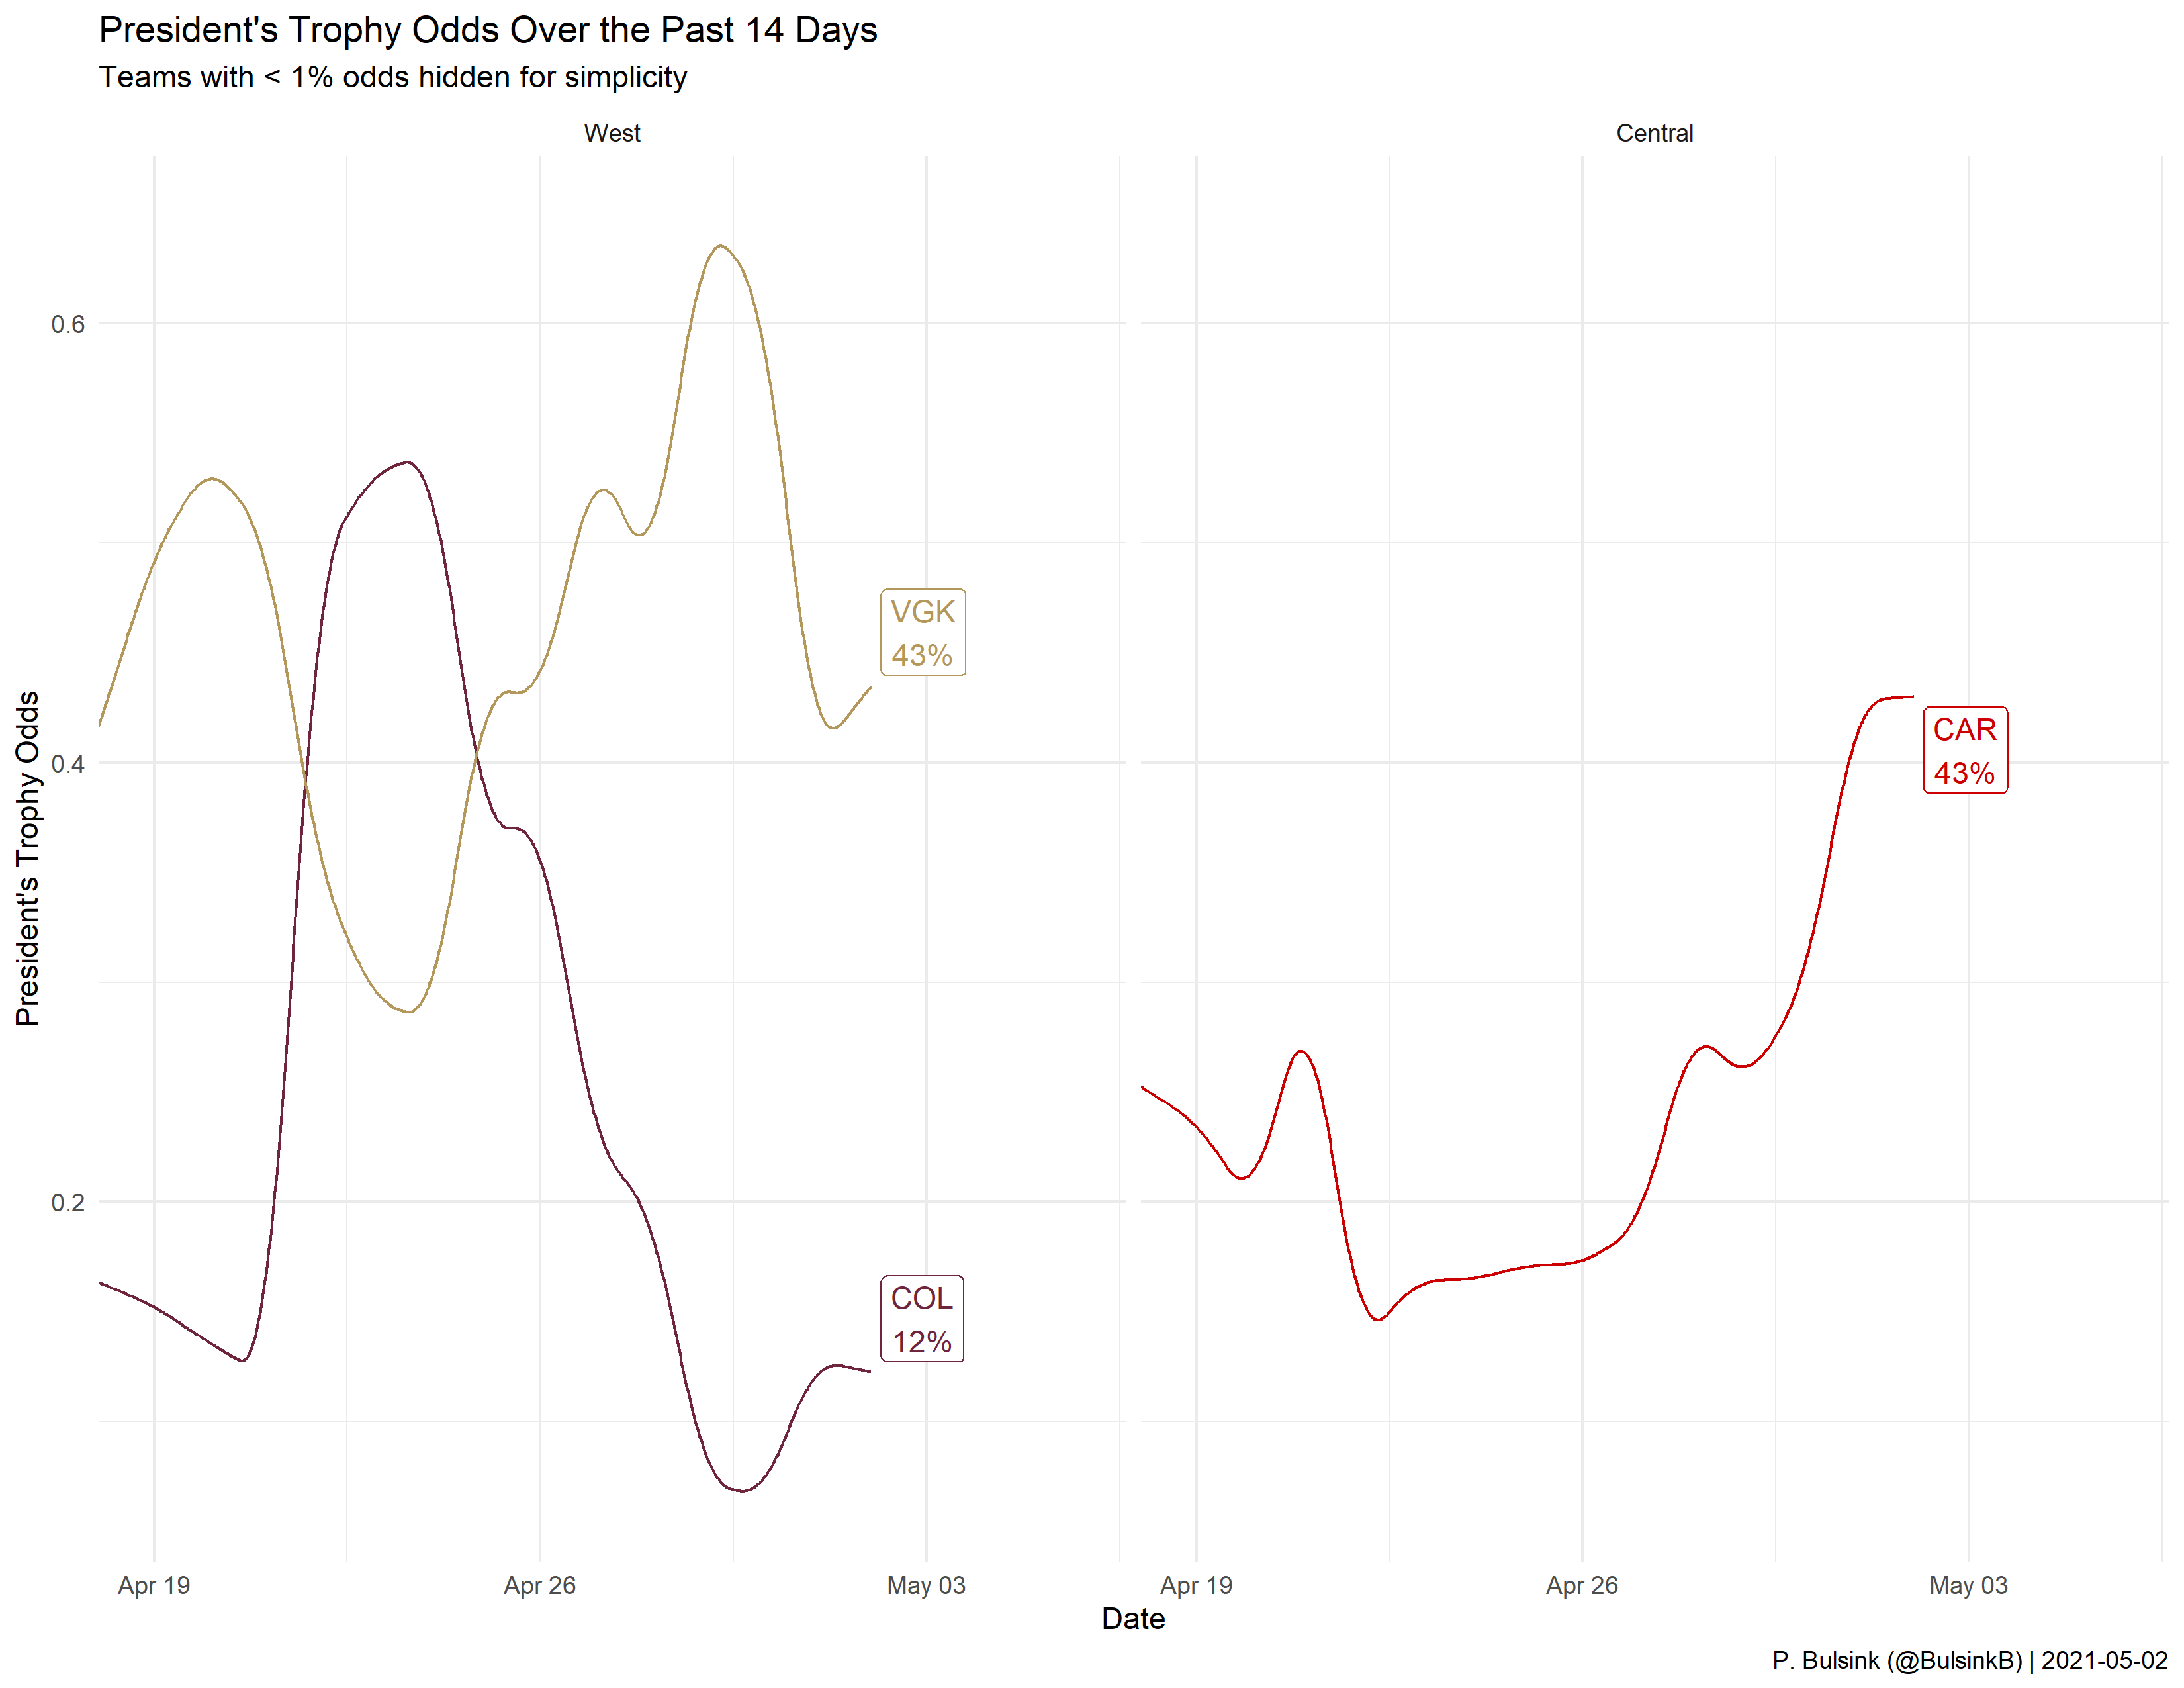 President's Trophy Odds Over the Past 14 Days
Teams with < 1% odds hidden for simplicity
West
Central
President's Trophy Odds
0.6
0.4
0.2
VGK
43%
COL
12%
CAR
43%
Apr 19
Apr 26
May 03
Apr 19
Apr 26
May 03
Date
P. Bulsink (@BulsinkB) | 2021-05-02